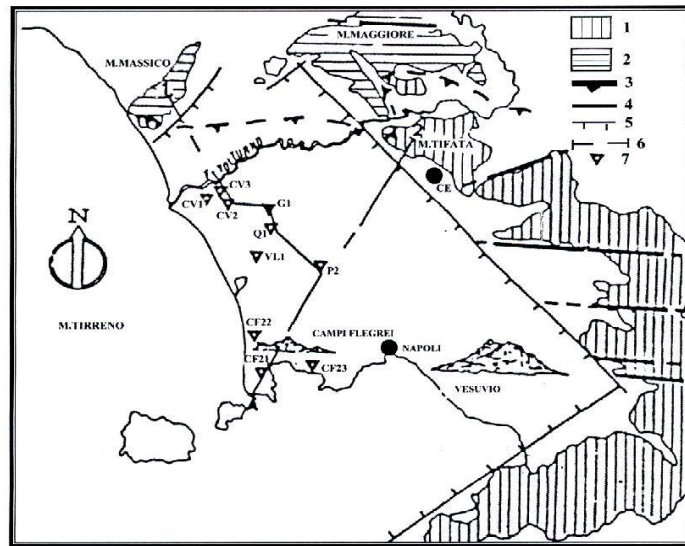 M.MAGGIORE
M.MASSICO
1
2
3
4
5
6
7
F. VOLTURNO
M.TIFATA
CE
CV3
CV1
CV2
G1
Q1
VL1
P2
N
M.TIRRENO
CF22
CAMPI FLEGREI
NAPOLI
CF21
CF23
VESUVIO